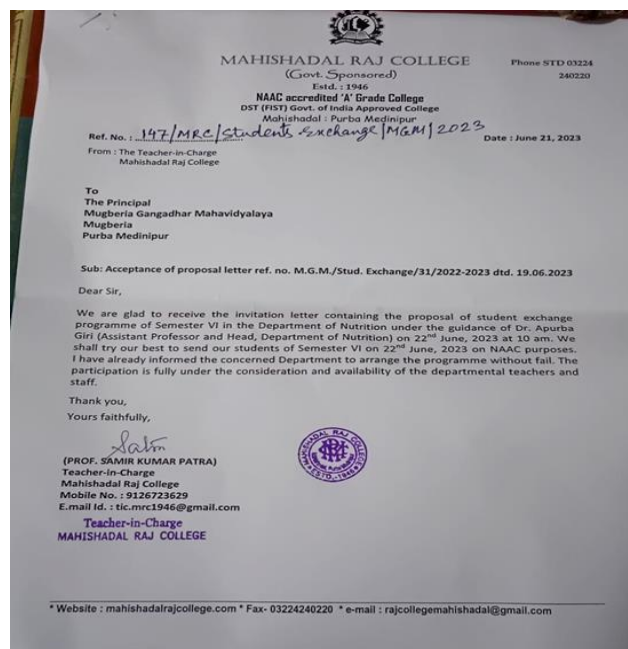 MAHISHADAL RAJ COLLEGE
(Govt. Sponsored)
Estd. : 1946
NAAC accredited 'A' Grade College
DST (FIST) Govt. of India Approved College
Mahishadal : Purba Medinipur
Phone STD 03224
240220
Ref. No. : 147/MRC/Students Exchange/MGM/2023
Date : June 21, 2023
From : The Teacher-in-Charge
Mahishadal Raj College
To
The Principal
Mugberia Gangadhar Mahavidyalaya
Mugberia
Purba Medinipur
Sub: Acceptance of proposal letter ref. no. M.G.M./Stud. Exchange/31/2022-2023 dtd. 19.06.2023
Dear Sir,
We are glad to receive the invitation letter containing the proposal of student exchange
programme of Semester VI in the Department of Nutrition under the guidance of Dr. Apurba
Giri (Assistant Professor and Head, Department of Nutrition) on 22nd June, 2023 at 10 am. We
shall try our best to send our students of Semester VI on 22nd June, 2023 on NAAC purposes.
I have already informed the concerned Department to arrange the programme without fail. The
participation is fully under the consideration and availability of the departmental teachers and
staff.
Thank you,
Yours faithfully,
(PROF. SAMIR KUMAR PATRA)
Teacher-in-Charge
Mahishadal Raj College
Mobile No. : 9126723629
E.mail Id. : tic.mrc1946@gmail.com
Teacher-in-Charge
MAHISHADAL RAJ COLLEGE
MAHISHADAL RAJ COLLEGE
ESTD.-1946
* Website : mahishadalrajcollege.com * Fax- 03224240220 * e-mail : rajcollegemahishadal@gmail.com